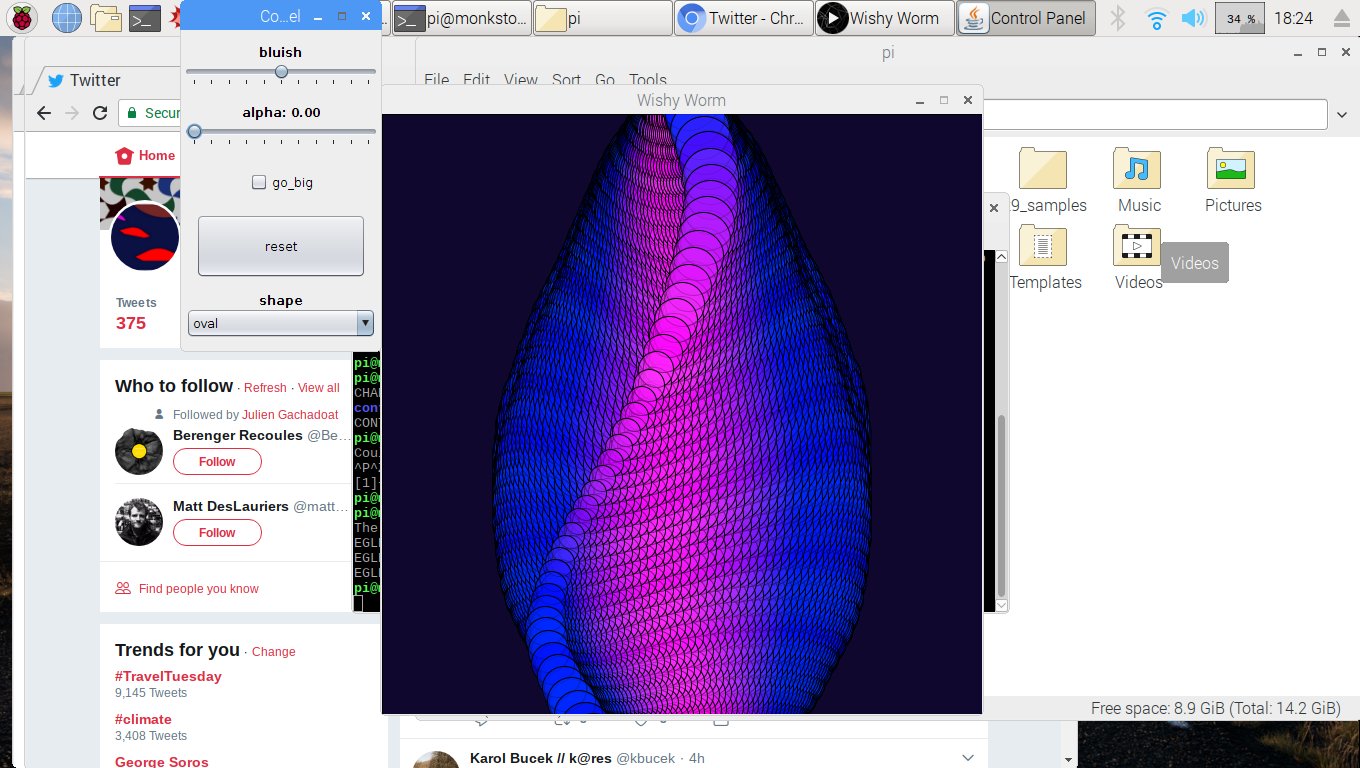 Co...el
pi@monksto...
pi
Twitter - Chr...
Wishy Worm
Control Panel
34 %
18:24
bluish
alpha: 0.00
go_big
reset
shape
oval
pi
File Edit View Sort Go Tools
Twitter
Secur
Home
Wishy Worm
Tweets
375
9_samples
Music
Pictures
Templates
Videos
Videos
Who to follow · Refresh · View all
Followed by Julien Gachadoat
Berenger Recoules @Be...
Follow
Matt DesLauriers @matt...
Follow
Find people you know
pi@
pi@
CHA
con
CONT
pi@
Cou
^P^
[1]
pi@
pi@
The
EGL
EGL
EGL
pi@
Trends for you · Change
#TravelTuesday
9,145 Tweets
#climate
3,408 Tweets
George Soros
Free space: 8.9 GiB (Total: 14.2 GiB)
Karol Bucek // k@res @kbucek · 4h